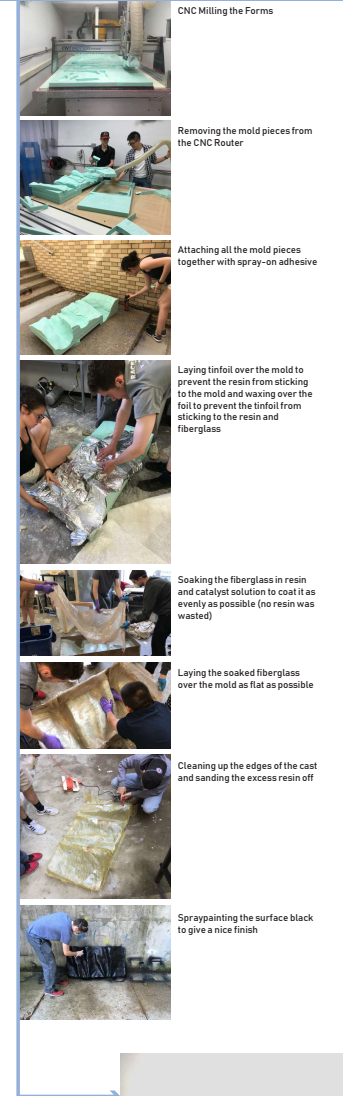 CNC Milling the Forms
Removing the mold pieces from
the CNC Router
Attaching all the mold pieces
together with spray-on adhesive
Laying tinfoil over the mold to
prevent the resin from sticking
to the mold and waxing over the
foil to prevent the tinfoil from
sticking to the resin and
fiberglass
Soaking the fiberglass in resin
and catalyst solution to coat it as
evenly as possible (no resin was
wasted)
Laying the soaked fiberglass
over the mold as flat as possible
Cleaning up the edges of the cast
and sanding the excess resin off
Spraypainting the surface black
to give a nice finish